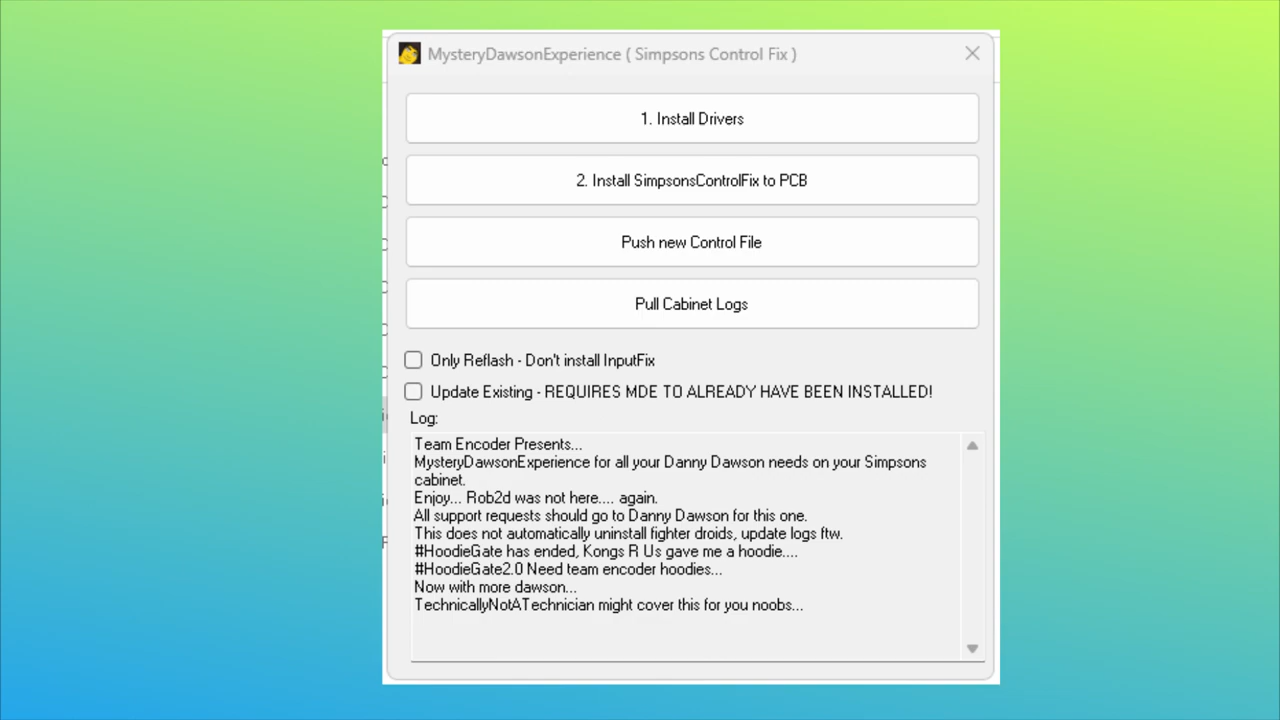 MysteryDawsonExperience ( Simpsons Control Fix )
1. Install Drivers
2. Install SimpsonsControlFix to PCB
Push new Control File
Pull Cabinet Logs
Only Reflash - Don't install InputFix
Update Existing - REQUIRES MDE TO ALREADY HAVE BEEN INSTALLED!
Log:
Team Encoder Presents...
MysteryDawsonExperience for all your Danny Dawson needs on your Simpsons
cabinet.
Enjoy... Rob2d was not here.... again.
All support requests should go to Danny Dawson for this one.
This does not automatically uninstall fighter droids, update logs ftw.
#HoodieGate has ended, Kongs R Us gave me a hoodie....
#HoodieGate2.0 Need team encoder hoodies...
Now with more dawson...
TechnicallyNotATechnician might cover this for you noobs...